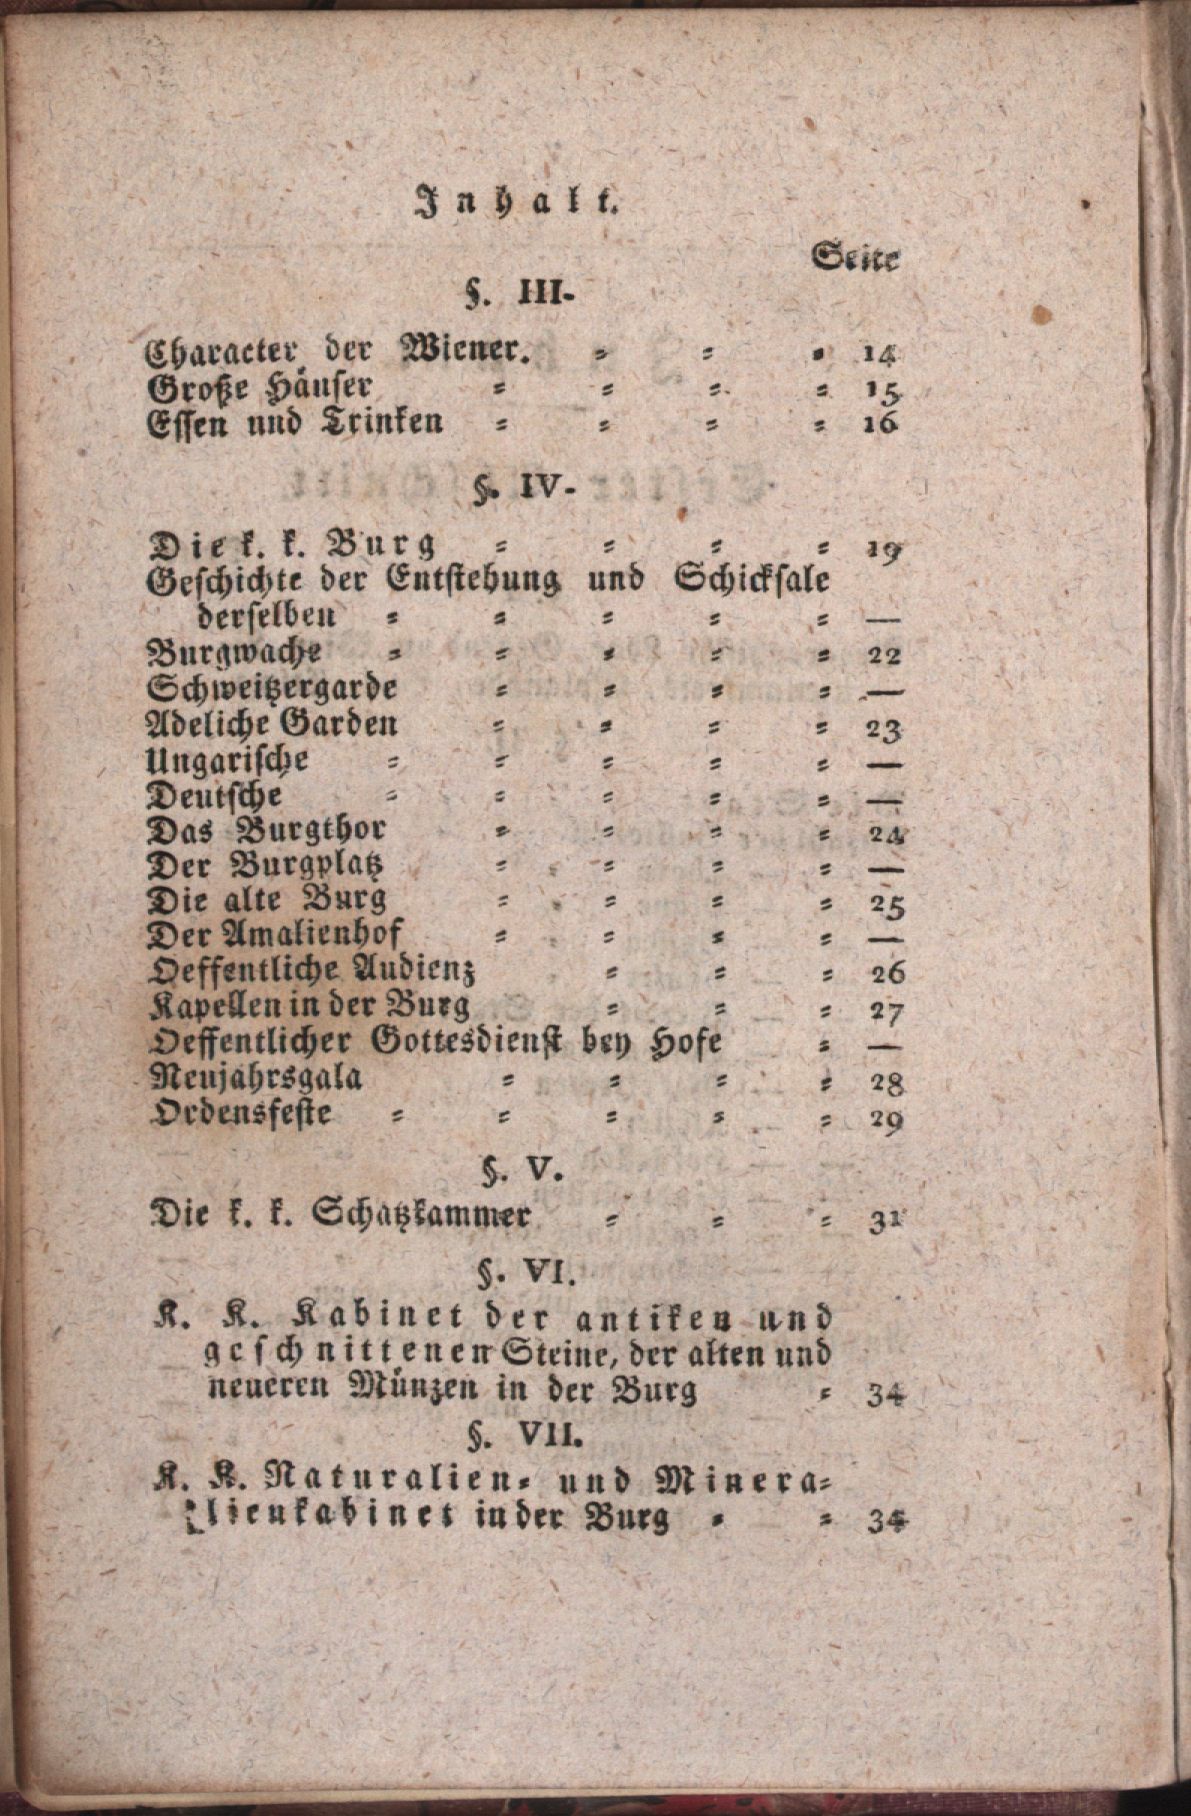 Inhalt.
Seite
§. III.
Character der Wiener. = = = 14
Große Häuser = = = = 15
Essen und Trinken = = = = 16
§. IV.
Die k. k. Burg = = = = 19
Geschichte der Entstehung und Schicksale
derselben = = = = = —
Burgwache = = = = = 22
Schweitzergarde = = = = —
Adeliche Garden = = = = 23
Ungarische = = = = = —
Deutsche = = = = = —
Das Burgthor = = = = 24
Der Burgplatz = = = = —
Die alte Burg = = = = 25
Der Amalienhof = = = = —
Oeffentliche Audienz = = = 26
Kapellen in der Burg = = = 27
Oeffentlicher Gottesdienst bey Hofe = —
Neujahrsgala = = = = 28
Ordensfeste = = = = = 29
§. V.
Die k. k. Schatzkammer = = = 31
§. VI.
K. K. Kabinet der antiken und
geschnittenen Steine, der alten und
neueren Münzen in der Burg = 34
§. VII.
K. K. Naturalien= und Minera=
lienkabinet in der Burg = = 34